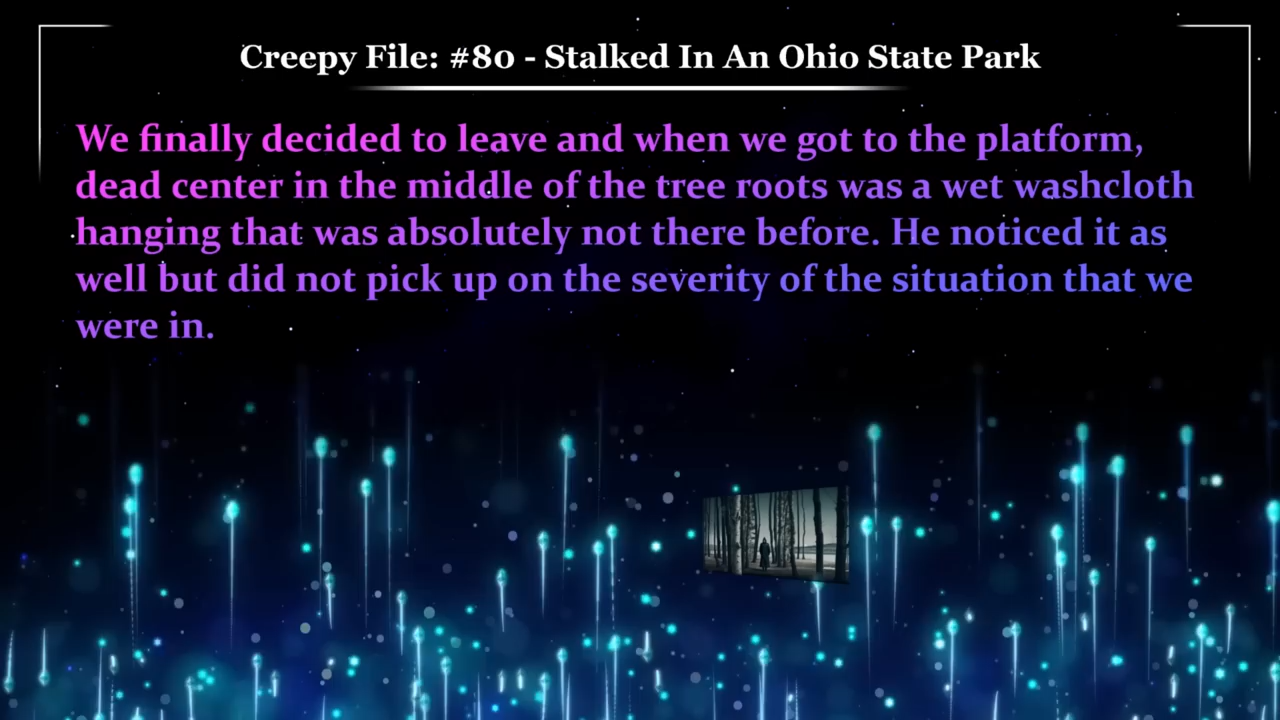 Creepy File: #80 - Stalked In An Ohio State Park
We finally decided to leave and when we got to the platform,
dead center in the middle of the tree roots was a wet washcloth
hanging that was absolutely not there before. He noticed it as
well but did not pick up on the severity of the situation that we
were in.